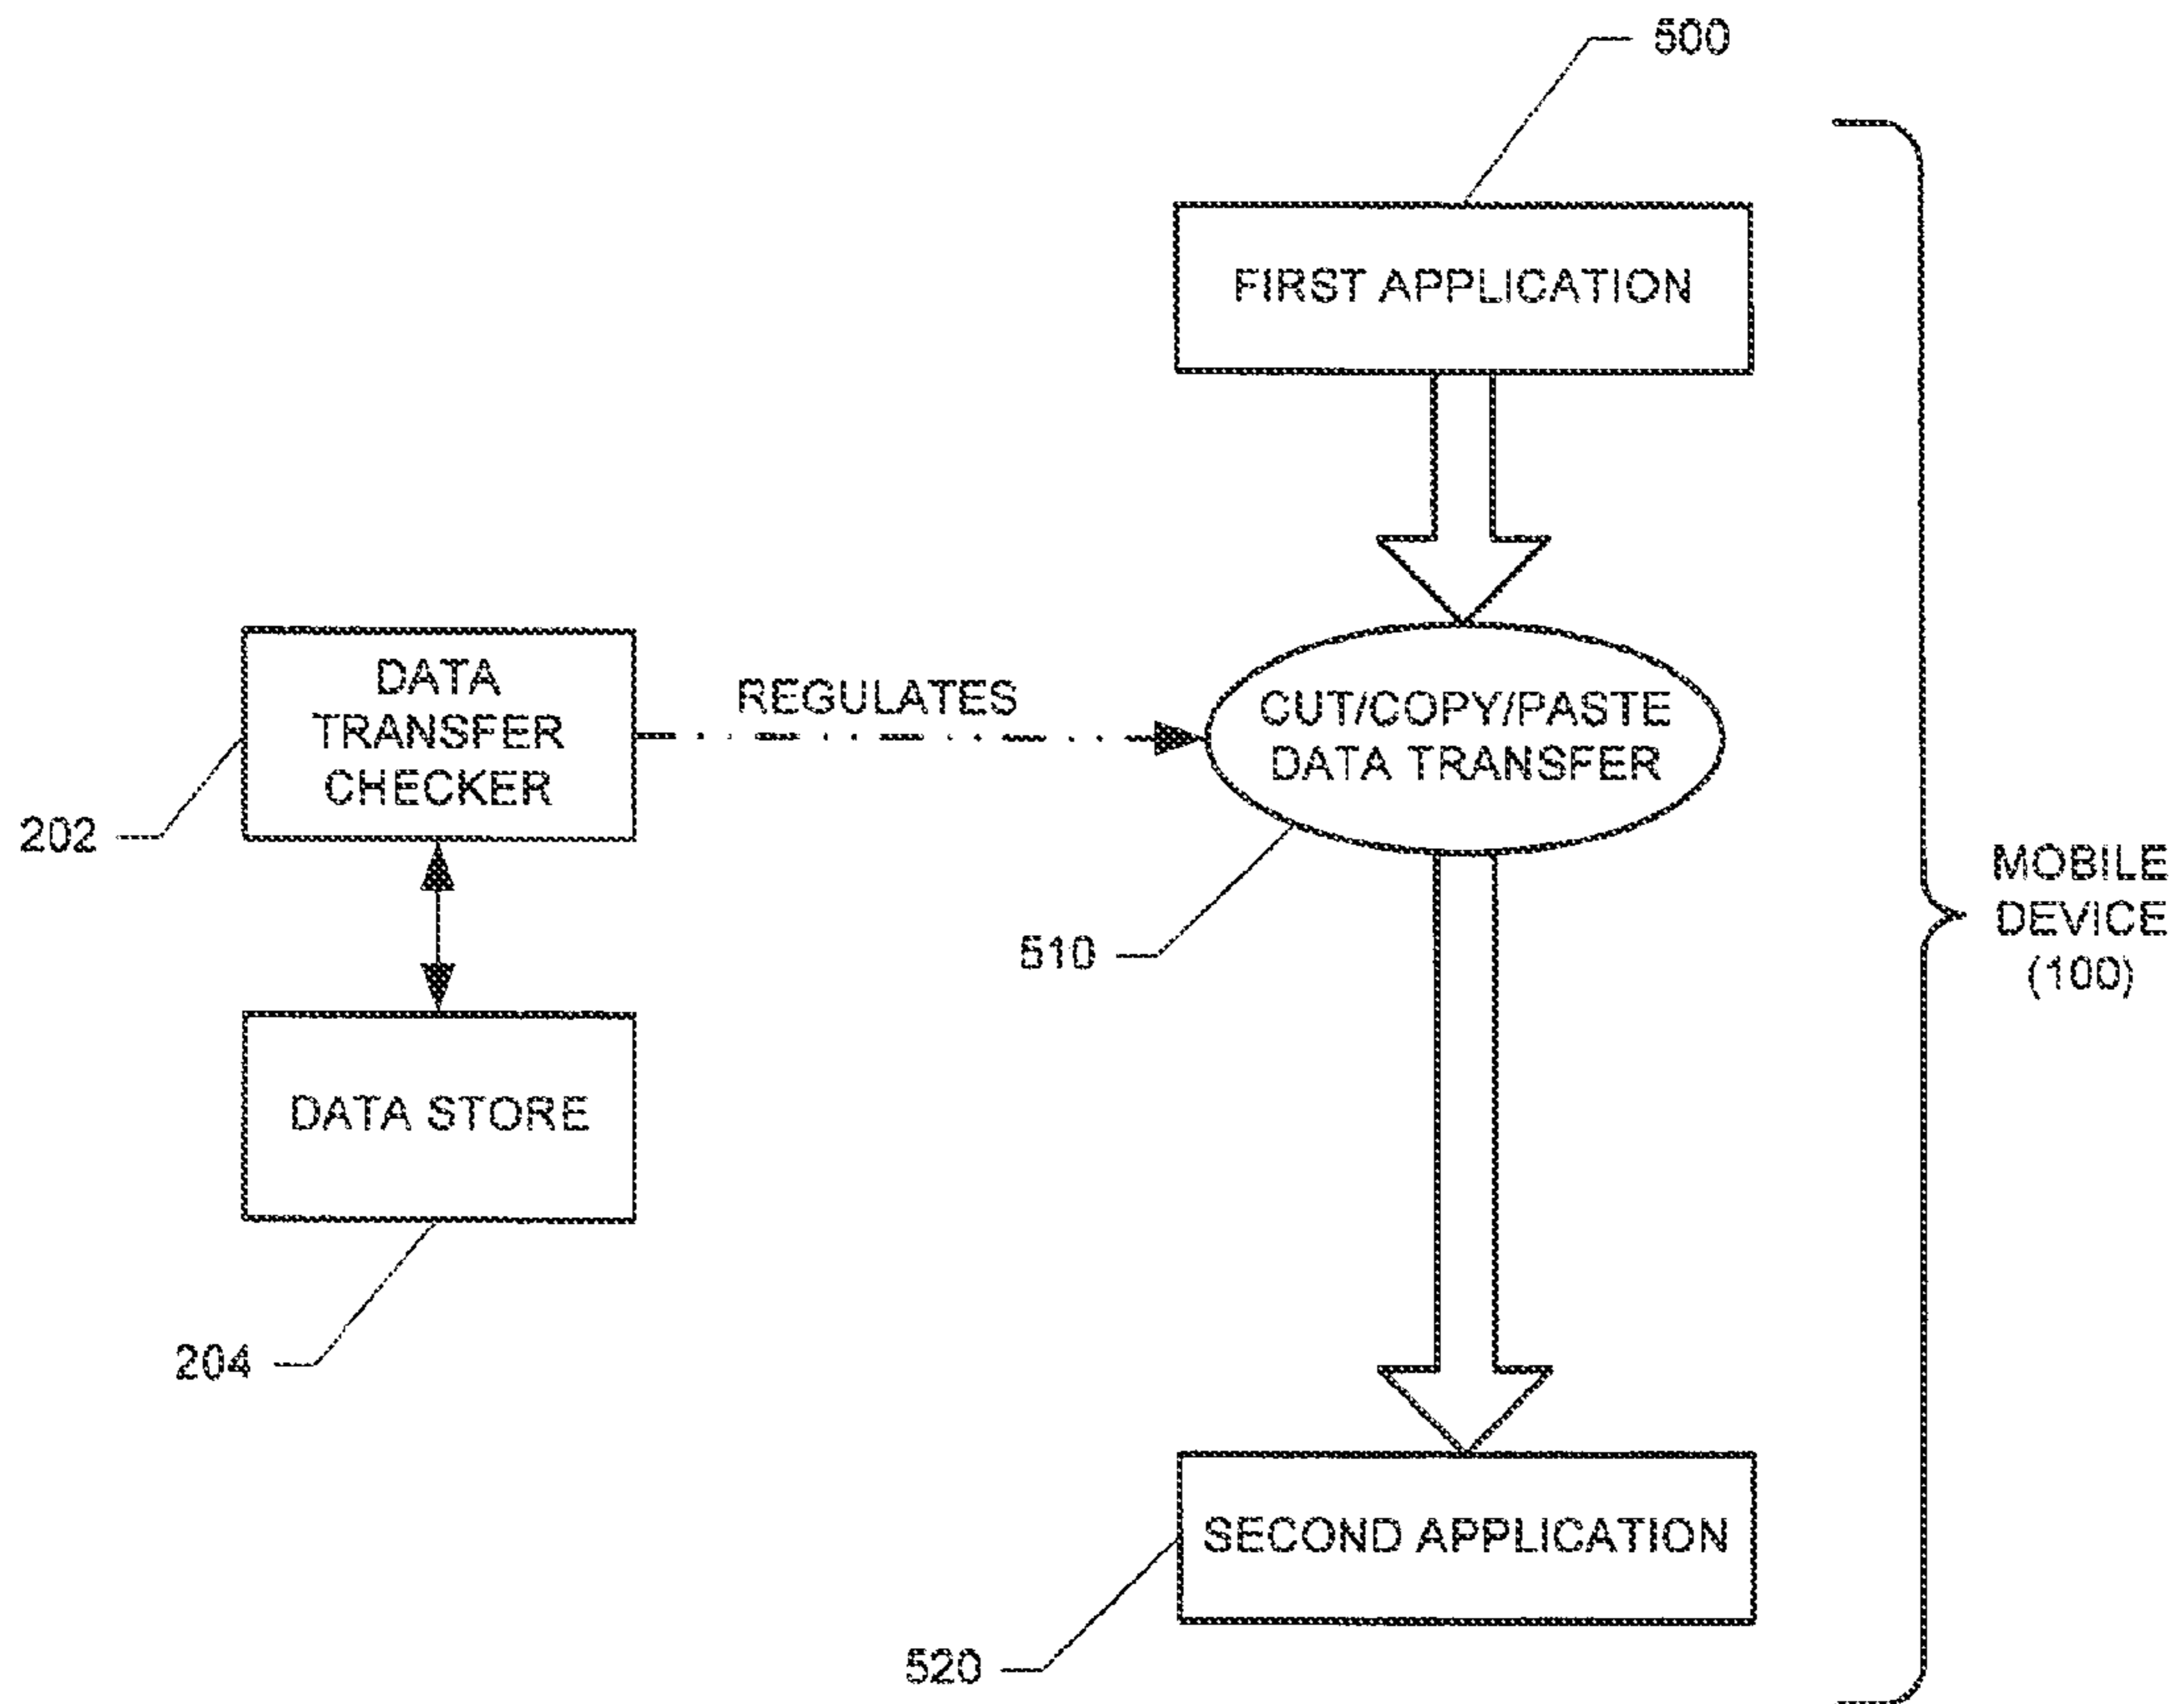 500
FIRST APPLICATION
DATA
TRANSFER
CHECKER
REGULATES
CUT/COPY/PASTE
DATA TRANSFER
202
510
MOBILE
DEVICE
(100)
DATA STORE
204
SECOND APPLICATION
520